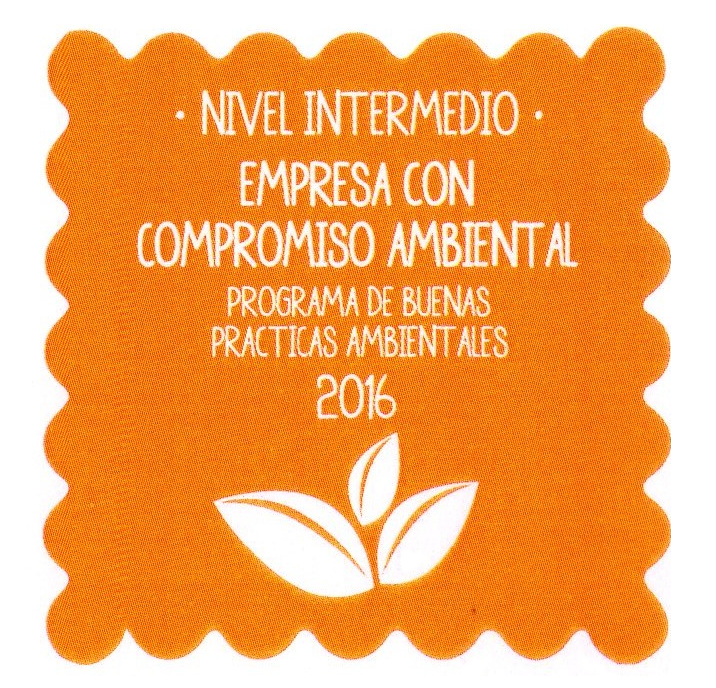 · NIVEL INTERMEDIO ·
EMPRESA CON
COMPROMISO AMBIENTAL
PROGRAMA DE BUENAS
PRACTICAS AMBIENTALES
2016